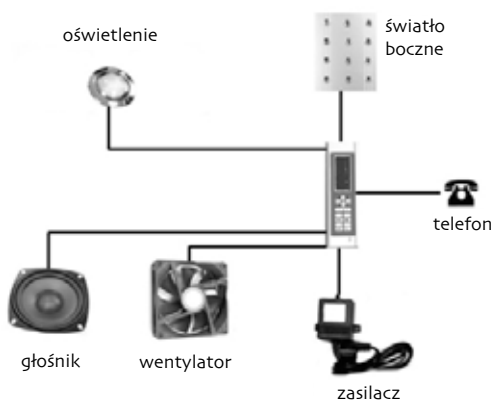 oświetlenie
światło
boczne
telefon
głośnik
wentylator
zasilacz